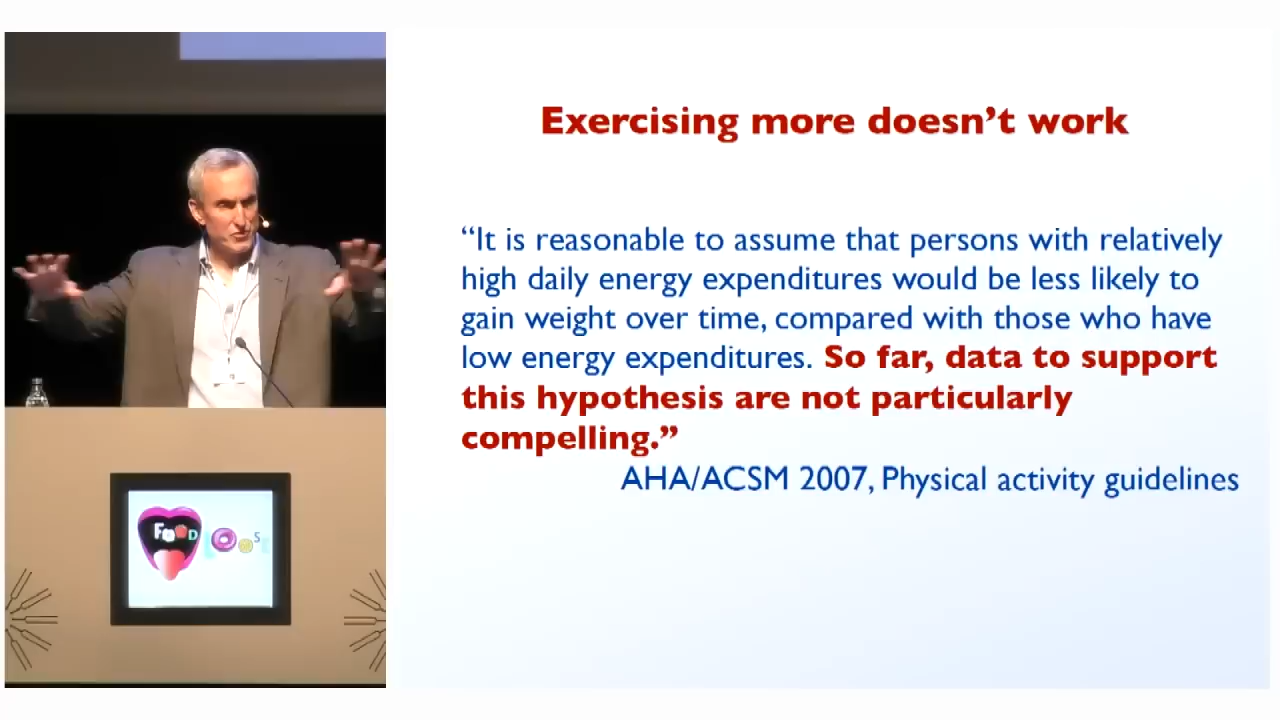 Exercising more doesn’t work
“It is reasonable to assume that persons with relatively
high daily energy expenditures would be less likely to
gain weight over time, compared with those who have
low energy expenditures. So far, data to support
this hypothesis are not particularly
compelling.”
AHA/ACSM 2007, Physical activity guidelines
FOOD